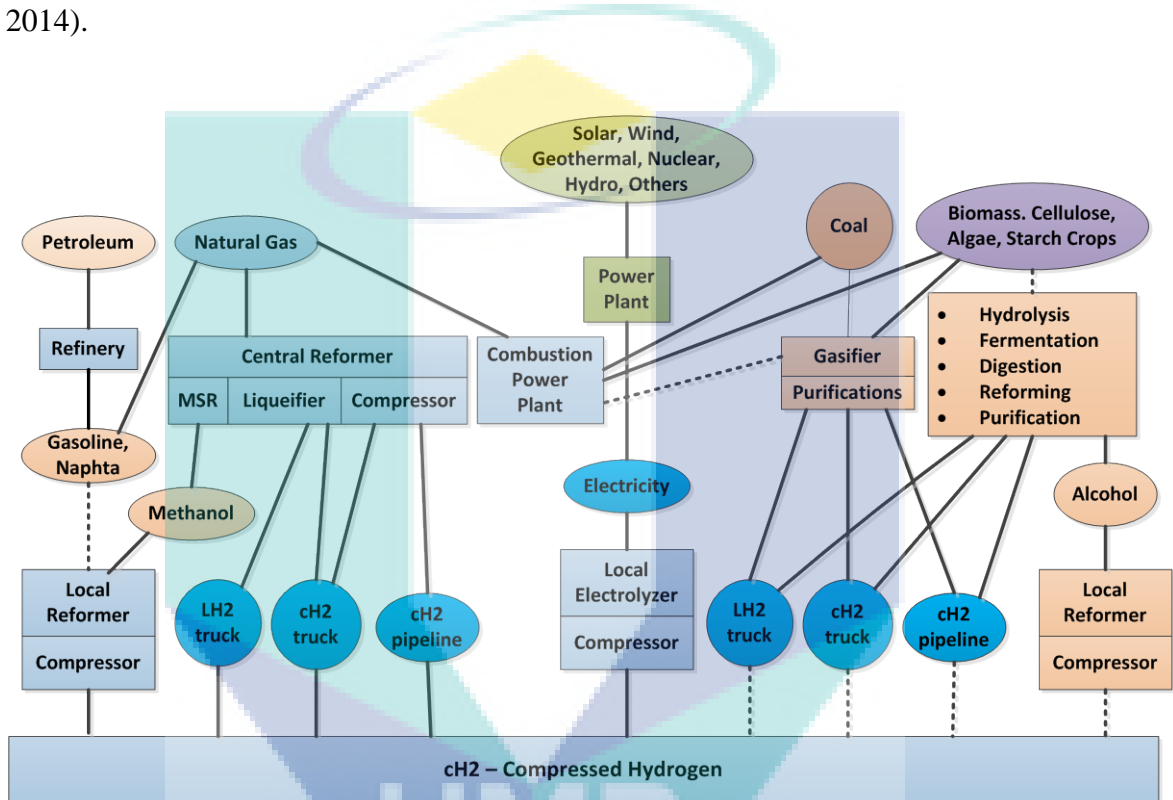 2014).
Solar, Wind,
Geothermal, Nuclear,
Hydro, Others
Petroleum
Natural Gas
Coal
Biomass. Cellulose,
Algae, Starch Crops
Power
Plant
Refinery
Central Reformer
MSR
Liqueifier
Compressor
Combustion
Power
Plant
Gasifier
Purifications
• Hydrolysis
• Fermentation
• Digestion
• Reforming
• Purification
Gasoline,
Naphta
Methanol
Electricity
Alcohol
Local
Reformer
Compressor
LH2
truck
cH2
truck
cH2
pipeline
Local
Electrolyzer
Compressor
LH2
truck
cH2
truck
cH2
pipeline
Local
Reformer
Compressor
cH2 – Compressed Hydrogen